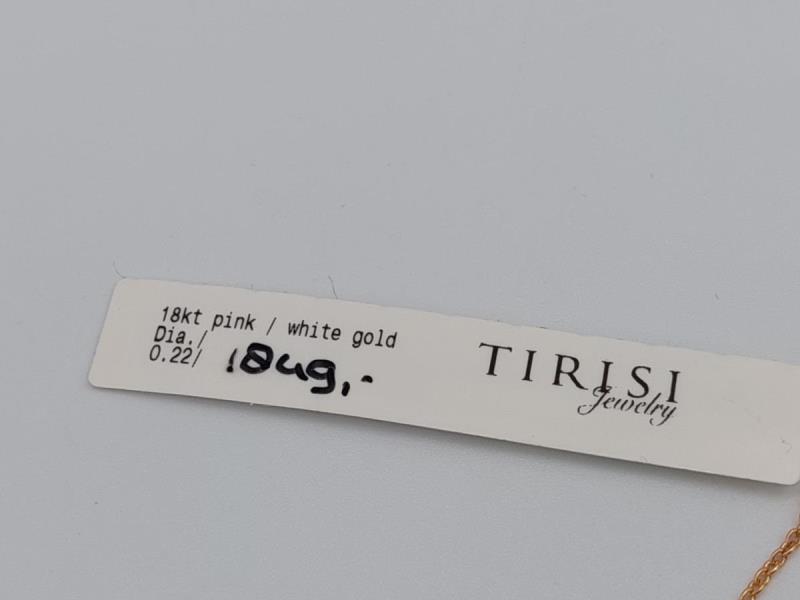 18kt pink / white gold
Dia./
0.22/
1849,-
TIRISI
Jewelry